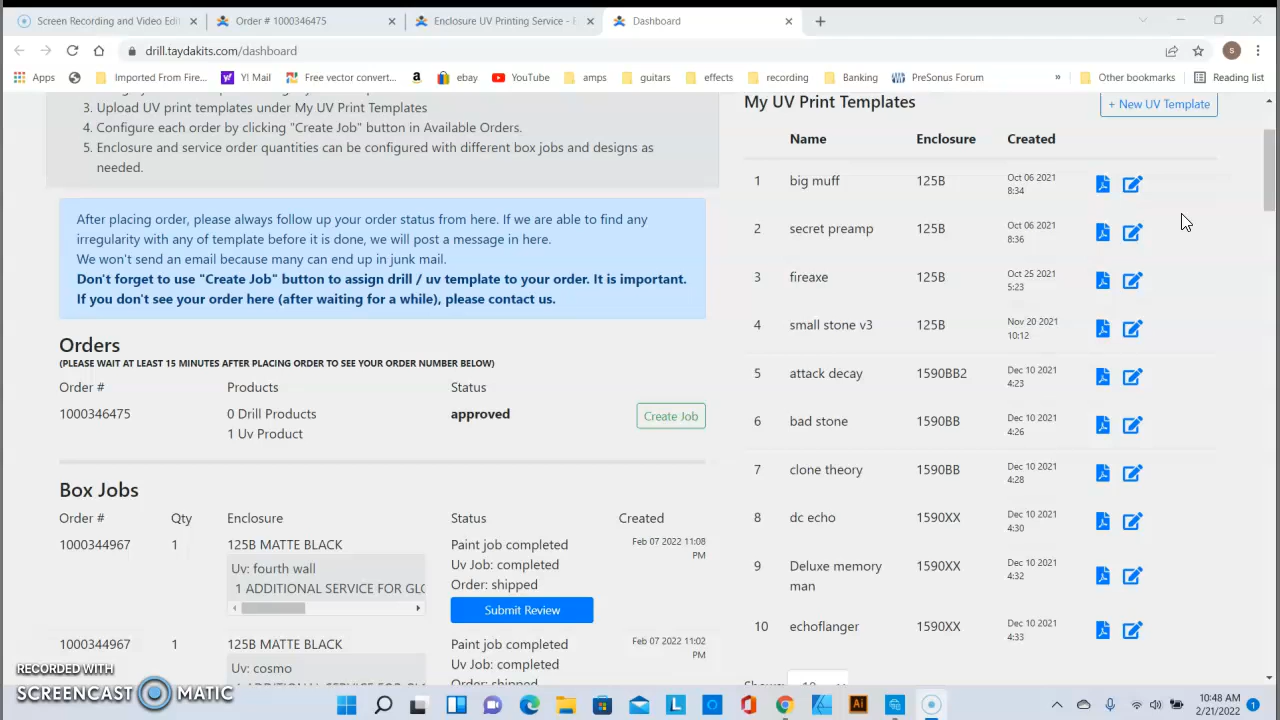 Screen Recording and Video Edi
Order # 1000346475
Enclosure UV Printing Service -
Dashboard
drill.taydakits.com/dashboard
S
Apps
Imported From Fire...
Y! Mail
Free vector convert...
ebay
YouTube
amps
guitars
effects
recording
Banking
PreSonus Forum
»
Other bookmarks
Reading list
3. Upload UV print templates under My UV Print Templates
4. Configure each order by clicking "Create Job" button in Available Orders.
5. Enclosure and service order quantities can be configured with different box jobs and designs as
needed.
After placing order, please always follow up your order status from here. If we are able to find any
irregularity with any of template before it is done, we will post a message in here.
We won't send an email because many can end up in junk mail.
Don't forget to use "Create Job" button to assign drill / uv template to your order. It is important.
If you don't see your order here (after waiting for a while), please contact us.
Orders
(PLEASE WAIT AT LEAST 15 MINUTES AFTER PLACING ORDER TO SEE YOUR ORDER NUMBER BELOW)
Order # Products Status
1000346475 0 Drill Products approved Create Job
1 Uv Product
Box Jobs
Order # Qty Enclosure Status Created
1000344967 1 125B MATTE BLACK Paint job completed Feb 07 2022 11:08
PM
Uv: fourth wall Uv Job: completed
1 ADDITIONAL SERVICE FOR GLO Order: shipped
Submit Review
1000344967 1 125B MATTE BLACK Paint job completed Feb 07 2022 11:02
PM
Uv: cosmo Uv Job: completed
Order: shipped
My UV Print Templates + New UV Template
Name Enclosure Created
1 big muff 125B Oct 06 2021
8:34
2 secret preamp 125B Oct 06 2021
8:36
3 fireaxe 125B Oct 25 2021
5:23
4 small stone v3 125B Nov 20 2021
10:12
5 attack decay 1590BB2 Dec 10 2021
4:23
6 bad stone 1590BB Dec 10 2021
4:26
7 clone theory 1590BB Dec 10 2021
4:28
8 dc echo 1590XX Dec 10 2021
4:30
9 Deluxe memory 1590XX Dec 10 2021
man 4:32
10 echoflanger 1590XX Dec 10 2021
4:33
RECORDED WITH
SCREENCAST MATIC
Ai
10:48 AM
2/21/2022